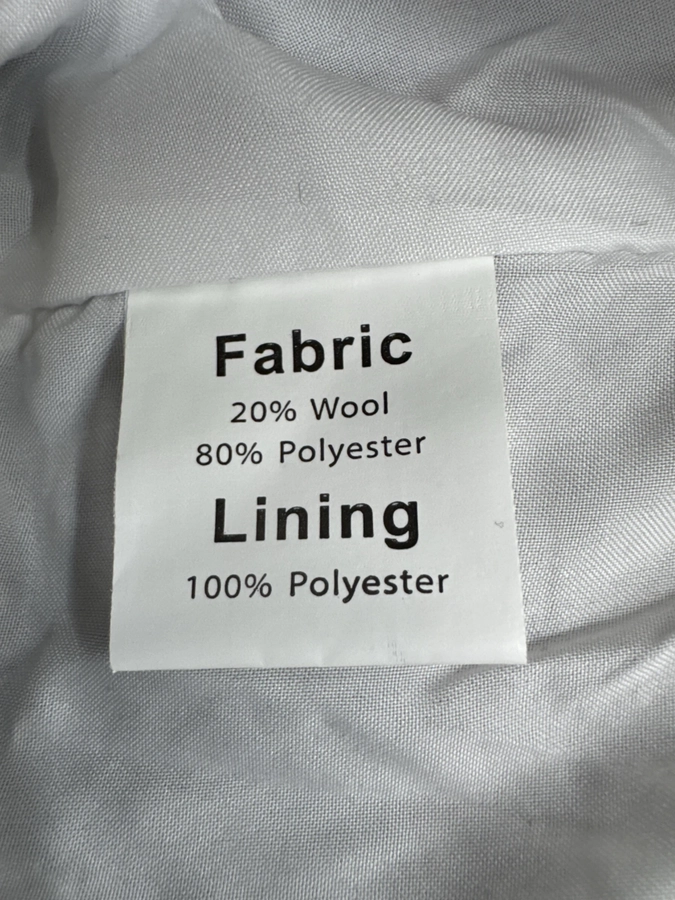 Fabric
20% Wool
80% Polyester
Lining
100% Polyester